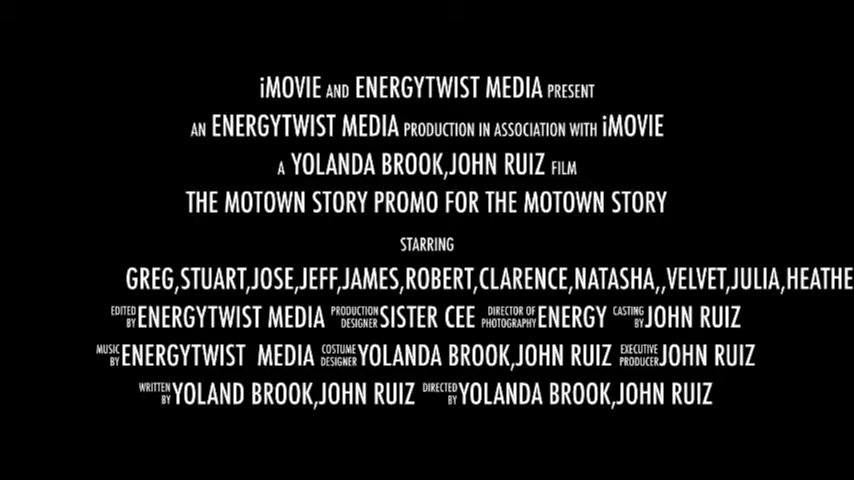 iMOVIE AND ENERGYTWIST MEDIA PRESENT
AN ENERGYTWIST MEDIA PRODUCTION IN ASSOCIATION WITH iMOVIE
A YOLANDA BROOK,JOHN RUIZ FILM
THE MOTOWN STORY PROMO FOR THE MOTOWN STORY
STARRING
GREG,STUART,JOSE,JEFF,JAMES,ROBERT,CLARENCE,NATASHA,,VELVET,JULIA,HEATHE
EDITED BY ENERGYTWIST MEDIA PRODUCTION DESIGNER SISTER CEE DIRECTOR OF PHOTOGRAPHY ENERGY CASTING BY JOHN RUIZ
MUSIC BY ENERGYTWIST MEDIA COSTUME DESIGNER YOLANDA BROOK,JOHN RUIZ EXECUTIVE PRODUCER JOHN RUIZ
WRITTEN BY YOLAND BROOK,JOHN RUIZ DIRECTED BY YOLANDA BROOK,JOHN RUIZ